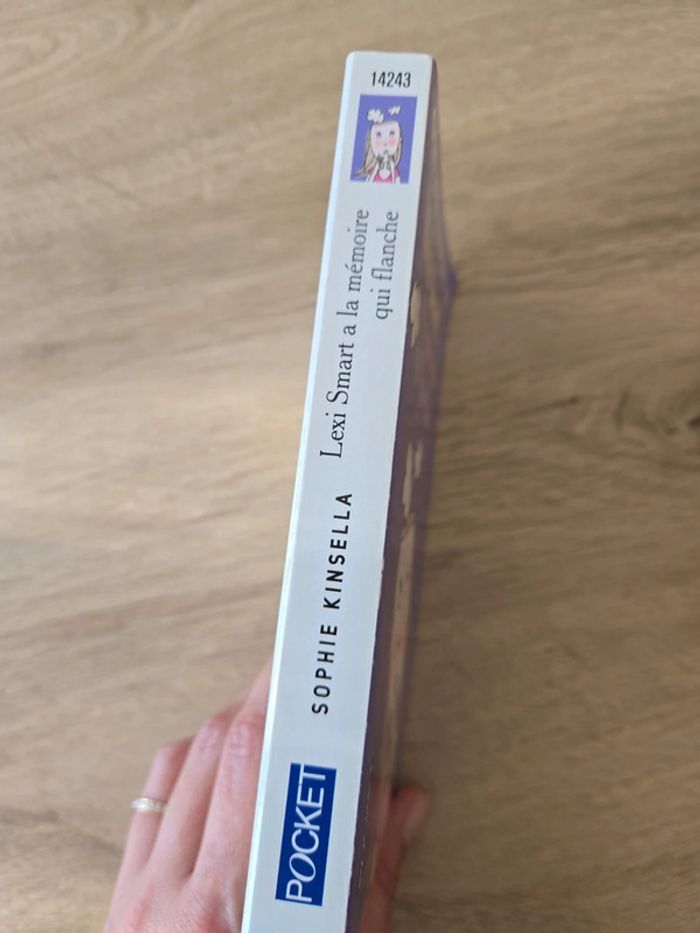 14243
Lexi Smart a la mémoire
qui flanche
SOPHIE KINSELLA
POCKET